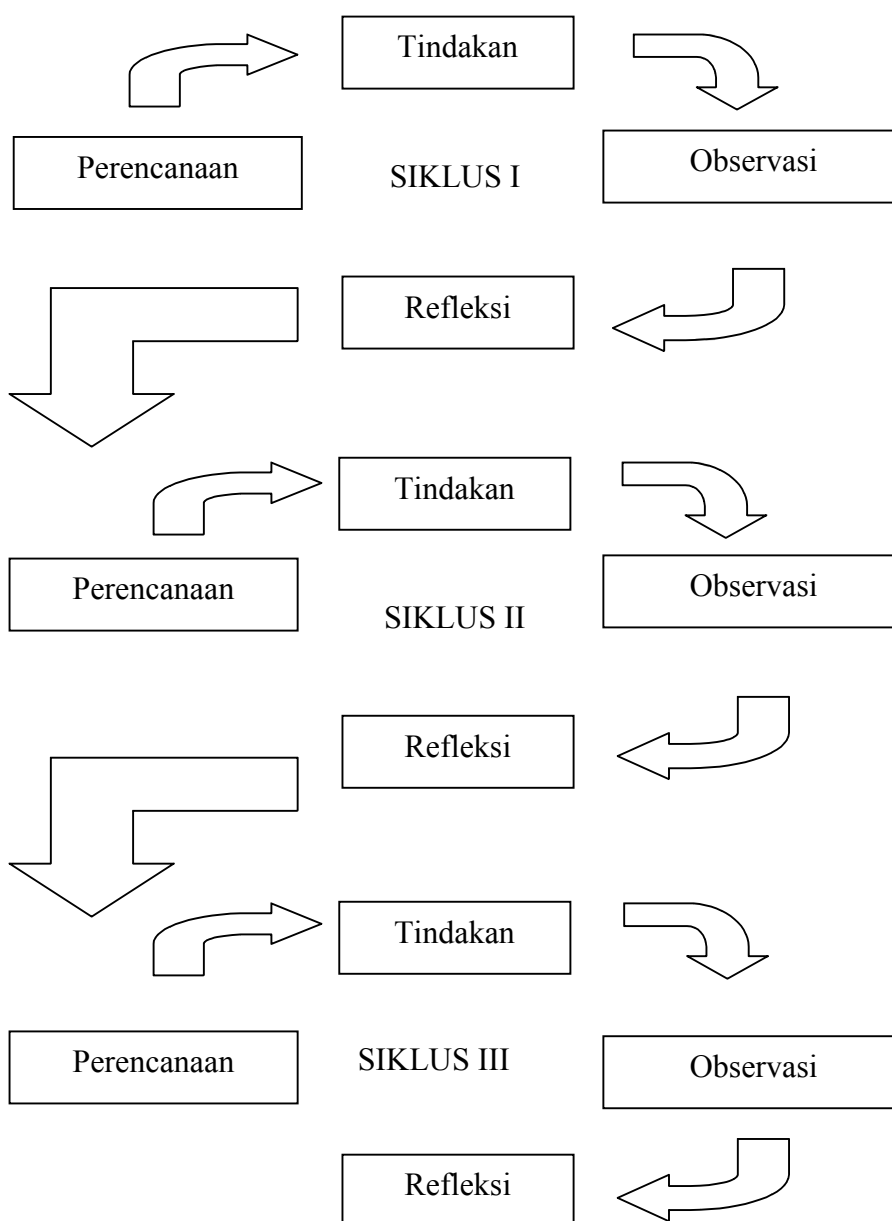 Tindakan
Perencanaan
SIKLUS I
Observasi
Refleksi
Tindakan
Perencanaan
SIKLUS II
Observasi
Refleksi
Tindakan
Perencanaan
SIKLUS III
Observasi
Refleksi